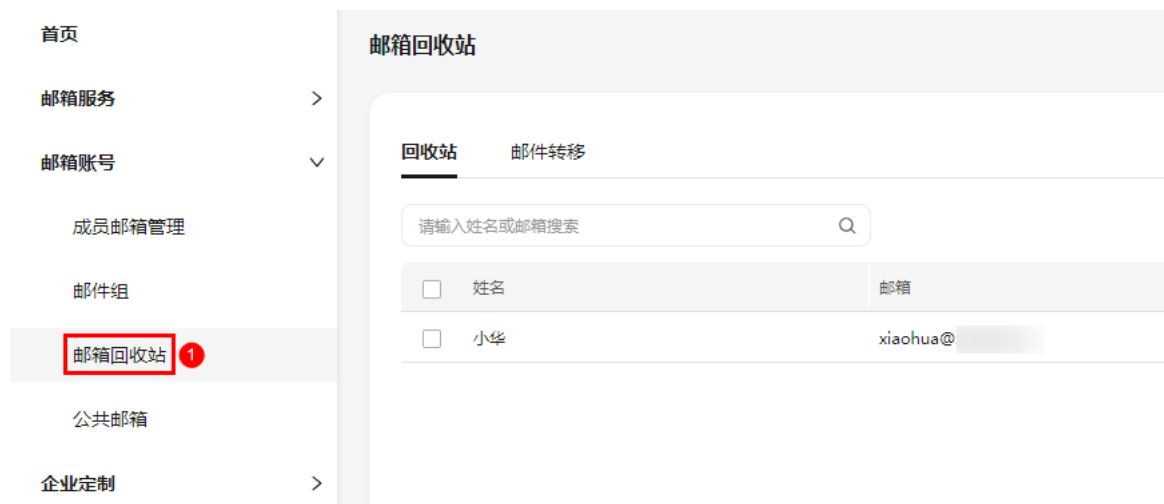 首页
邮箱服务
邮箱账号
成员邮箱管理
邮件组
邮箱回收站 1
公共邮箱
企业定制
邮箱回收站
回收站 邮件转移
请输入姓名或邮箱搜索
姓名 邮箱
小华 xiaohua@